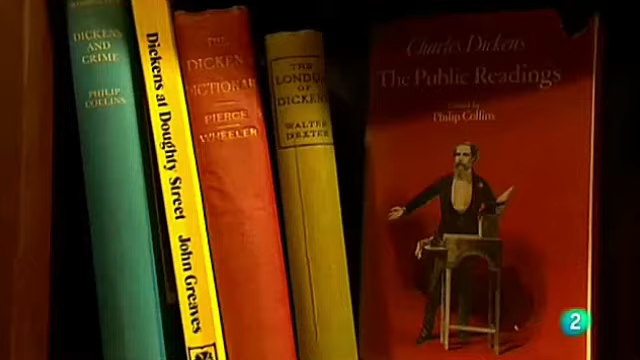 DICKENS
AND
CRIME
PHILIP
COLLINS
Dickens at Doughty Street John Greaves
THE
DICKENS
DICTIONARY
PIERCE
WHEELER
THE
LONDON
OF
DICKENS
WALTER
DEXTER
Charles Dickens
The Public Readings
Edited by
Philip Collins
2